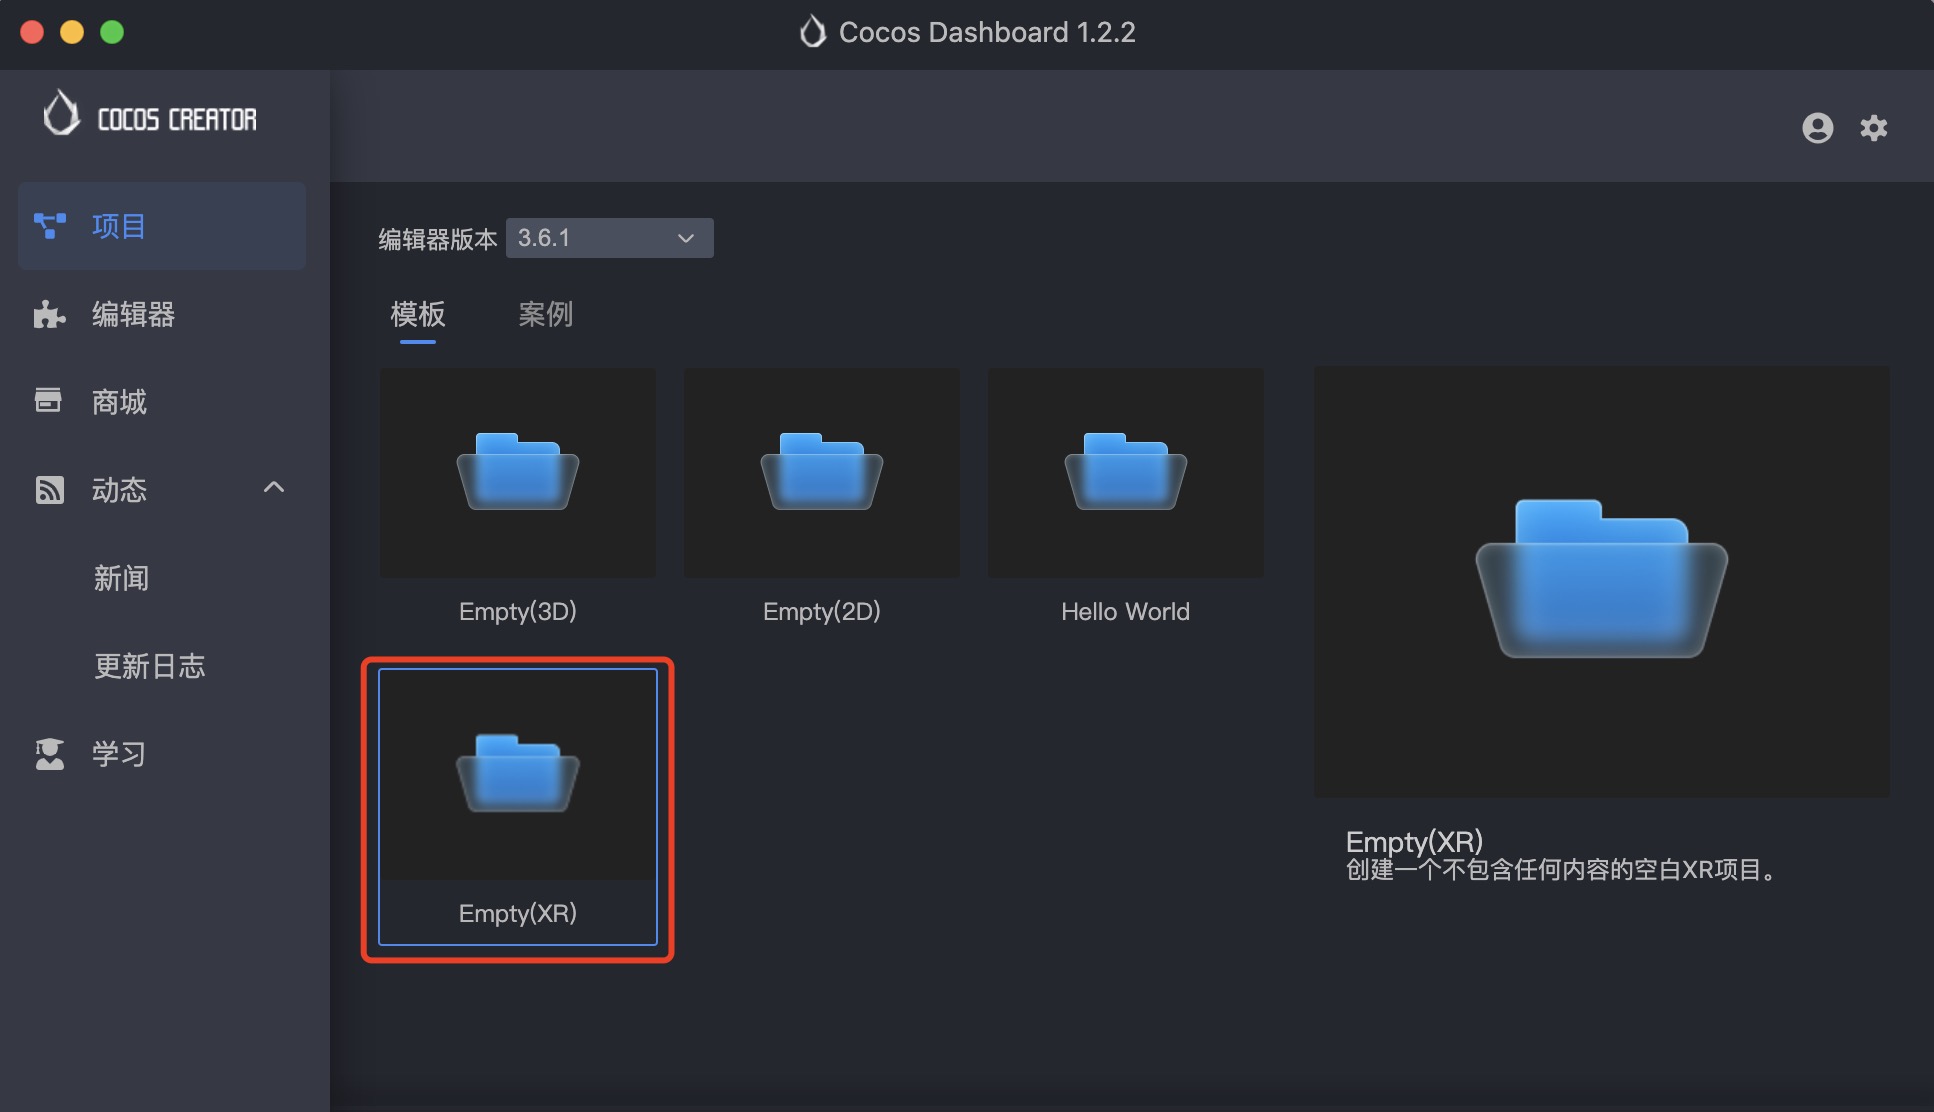 Cocos Dashboard 1.2.2
COCOS CREATOR
项目
编辑器
商城
动态
新闻
更新日志
学习
编辑器版本 3.6.1
模板 案例
Empty(3D) Empty(2D) Hello World
Empty(XR)
Empty(XR)
创建一个不包含任何内容的空白XR项目。